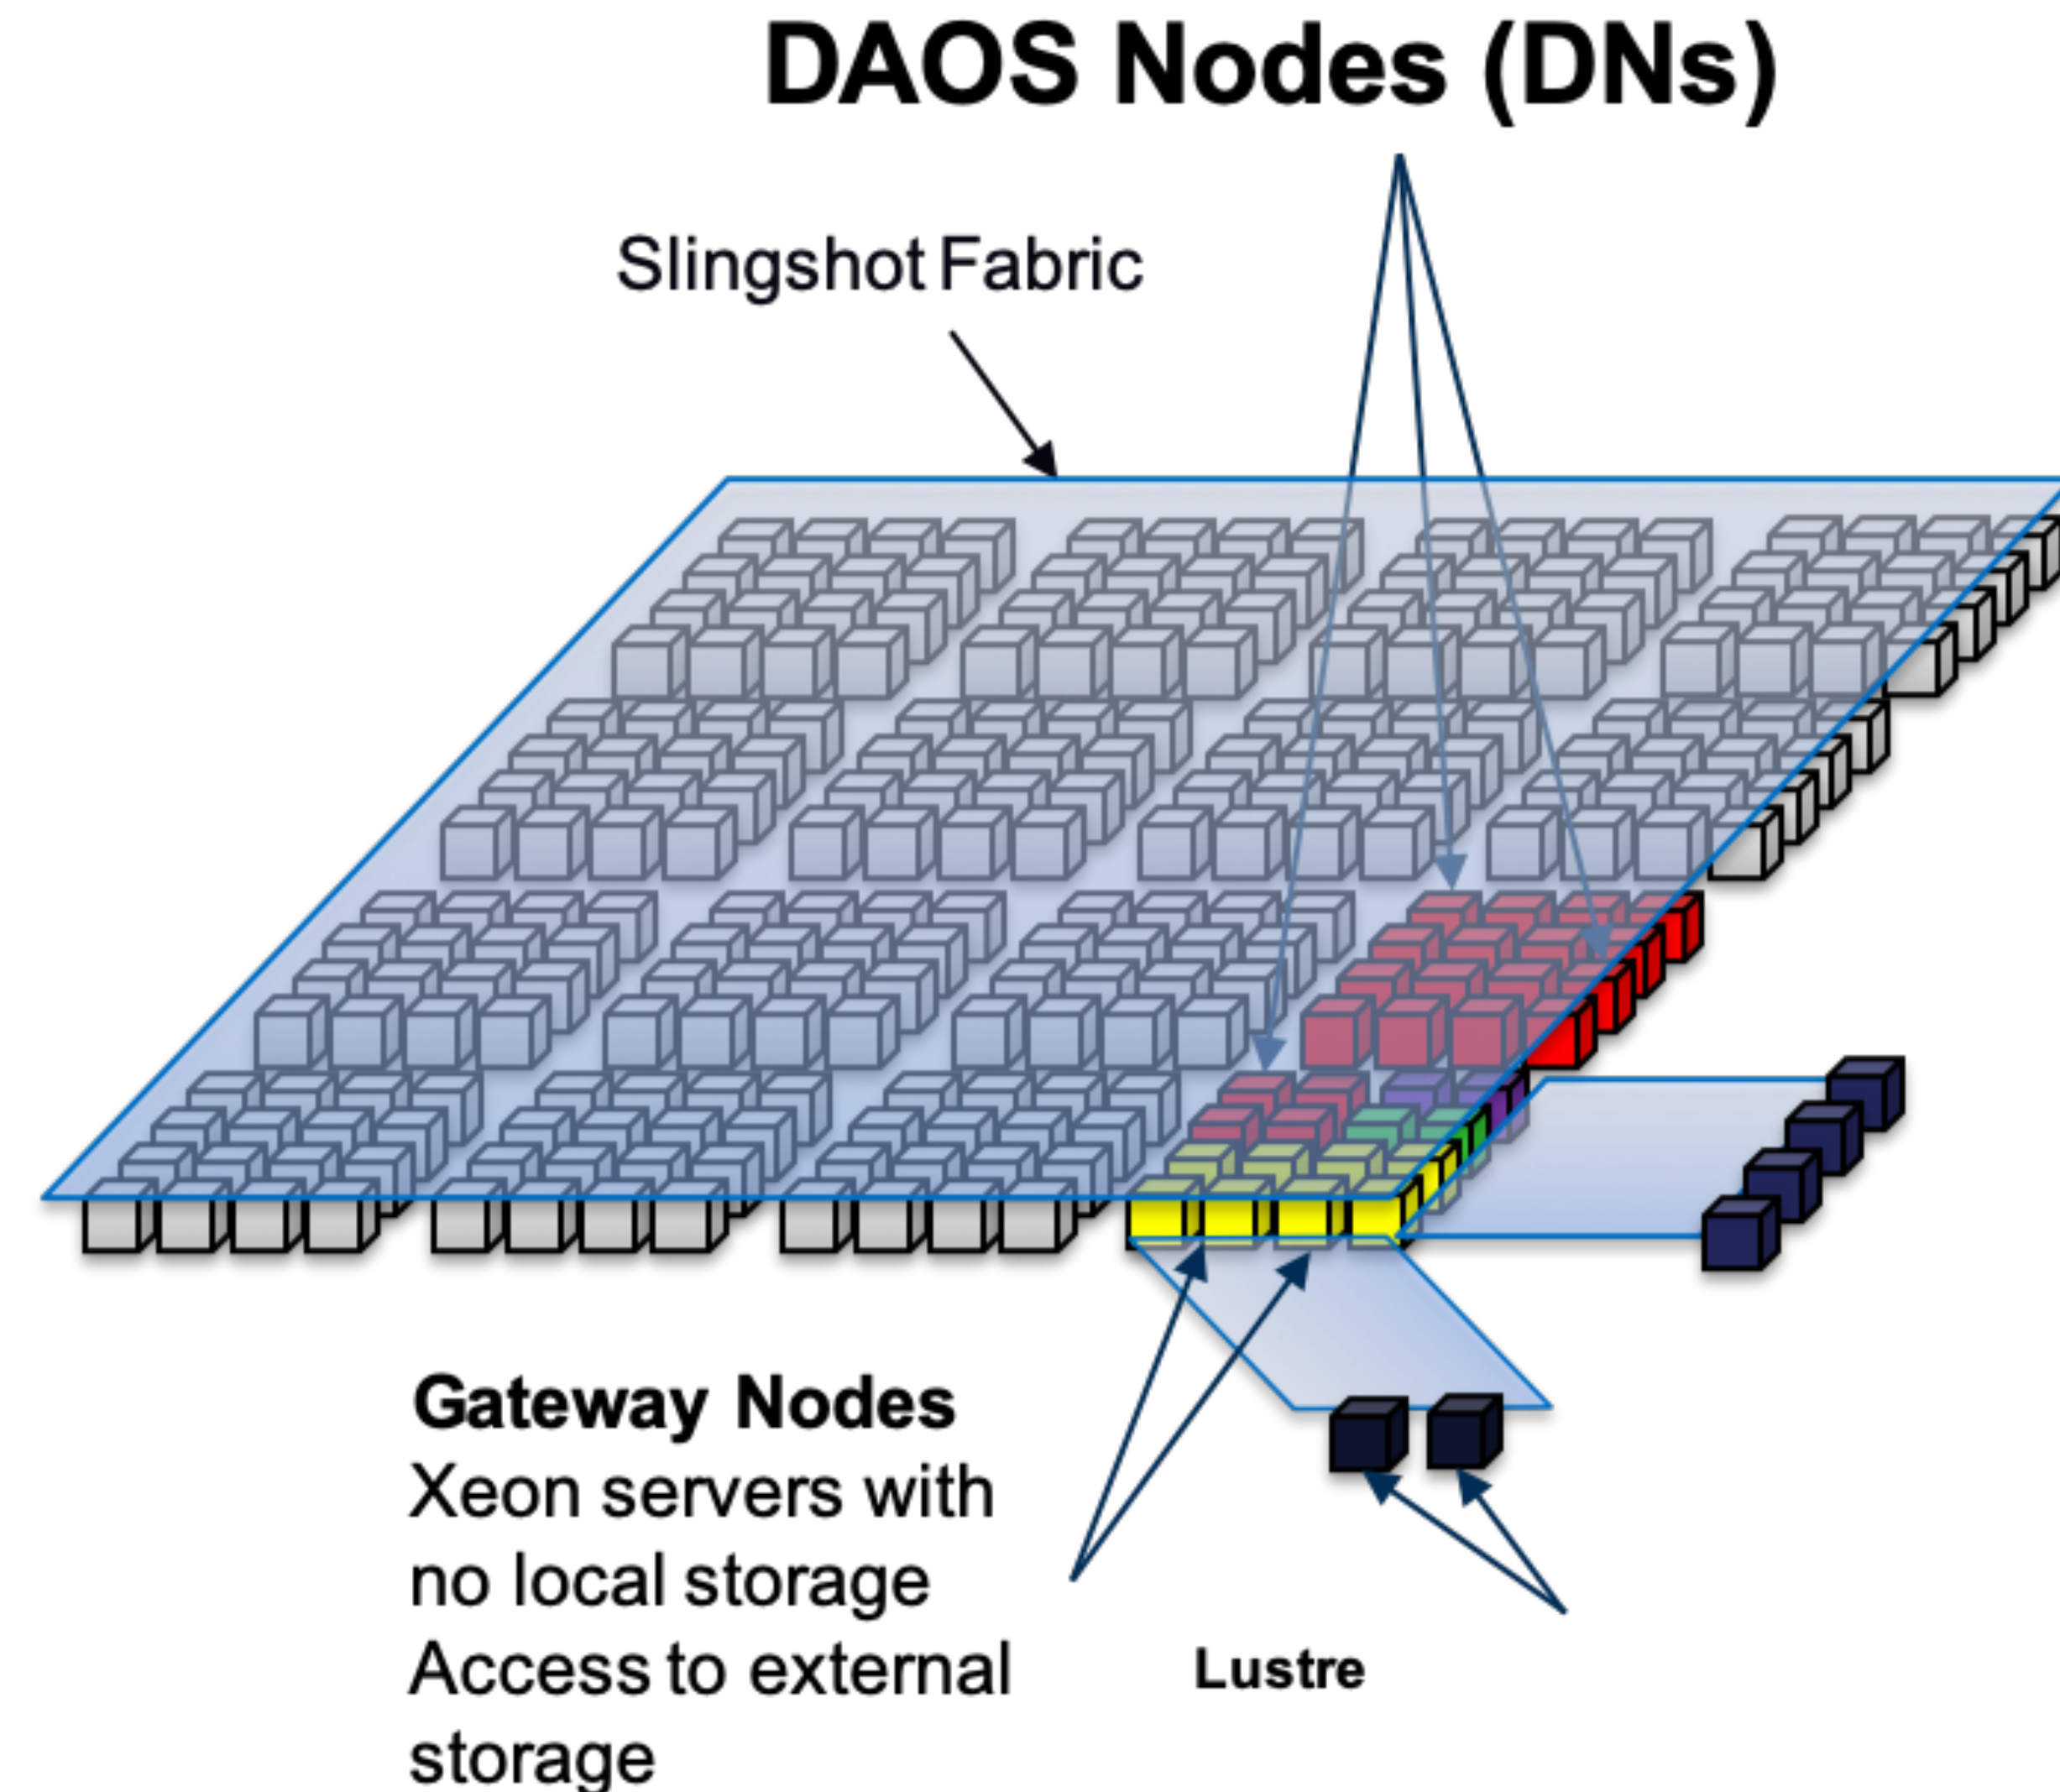 DAOS Nodes (DNs)
Slingshot Fabric
Gateway Nodes
Xeon servers with
no local storage
Access to external
storage
Lustre